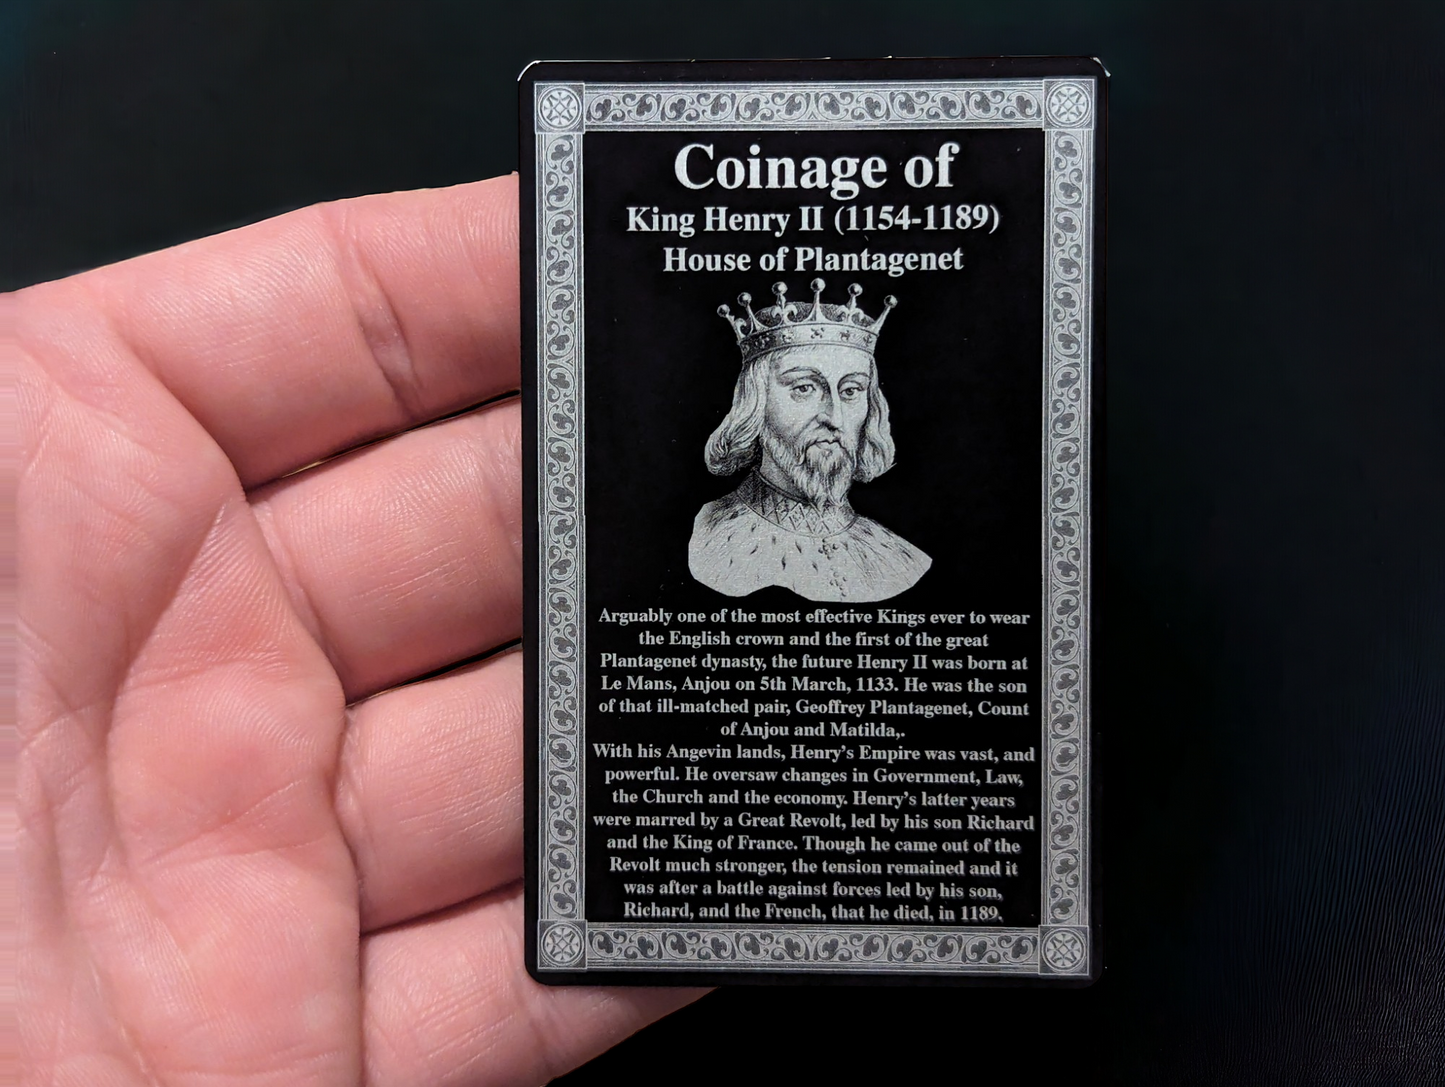 Coinage of
King Henry II (1154-1189)
House of Plantagenet
Arguably one of the most effective Kings ever to wear
the English crown and the first of the great
Plantagenet dynasty, the future Henry II was born at
Le Mans, Anjou on 5th March, 1133. He was the son
of that ill-matched pair, Geoffrey Plantagenet, Count
of Anjou and Matilda,.
With his Angevin lands, Henry's Empire was vast, and
powerful. He oversaw changes in Government, Law,
the Church and the economy. Henry's latter years
were marred by a Great Revolt, led by his son Richard
and the King of France. Though he came out of the
Revolt much stronger, the tension remained and it
was after a battle against forces led by his son,
Richard, and the French, that he died, in 1189.